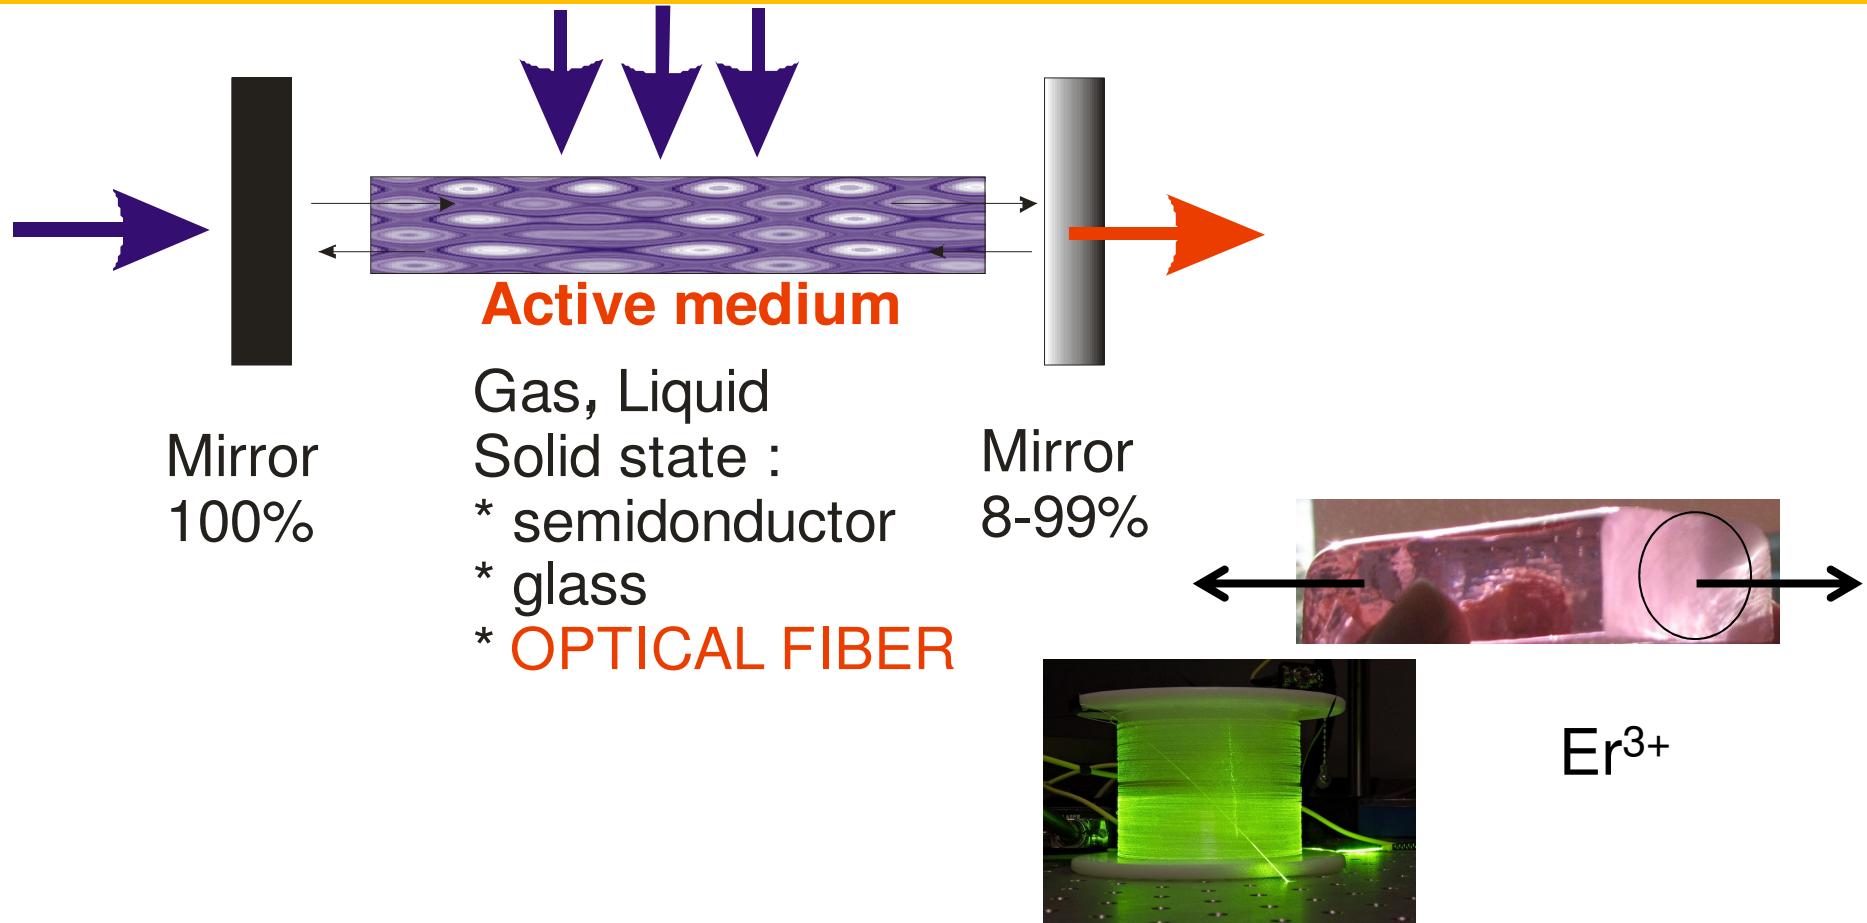 Active medium
Gas, Liquid
Solid state :
* semidonductor
* glass
* OPTICAL FIBER
Mirror
100%
Mirror
8-99%
Er³⁺